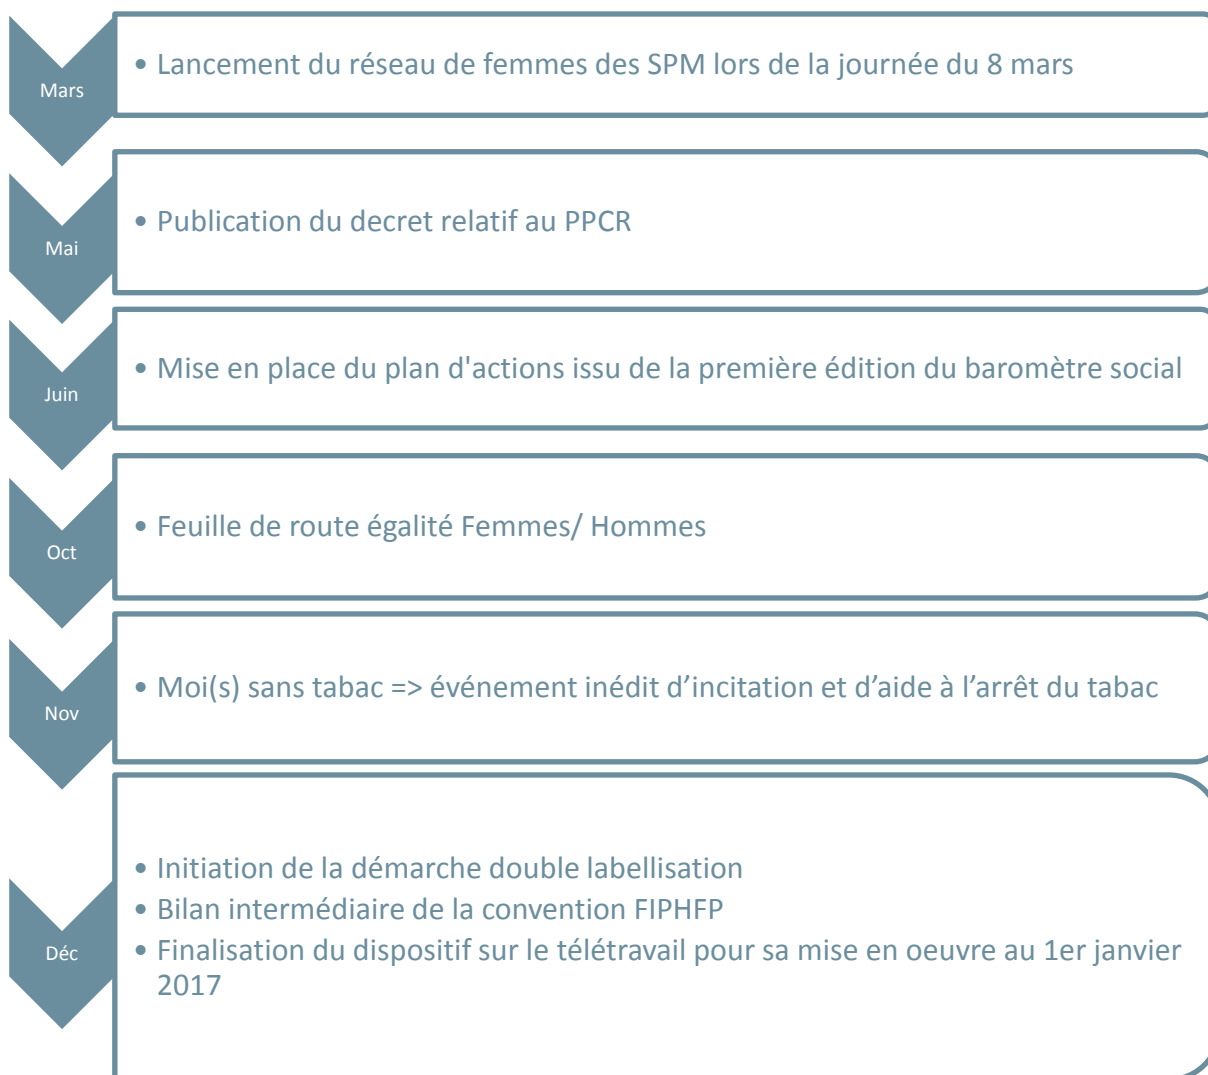 Mars
• Lancement du réseau de femmes des SPM lors de la journée du 8 mars
Mai
• Publication du decret relatif au PPCR
Juin
• Mise en place du plan d'actions issu de la première édition du baromètre social
Oct
• Feuille de route égalité Femmes/ Hommes
Nov
• Moi(s) sans tabac => événement inédit d’incitation et d’aide à l’arrêt du tabac
Déc
• Initiation de la démarche double labellisation
• Bilan intermédiaire de la convention FIPHFP
• Finalisation du dispositif sur le télétravail pour sa mise en oeuvre au 1er janvier
2017